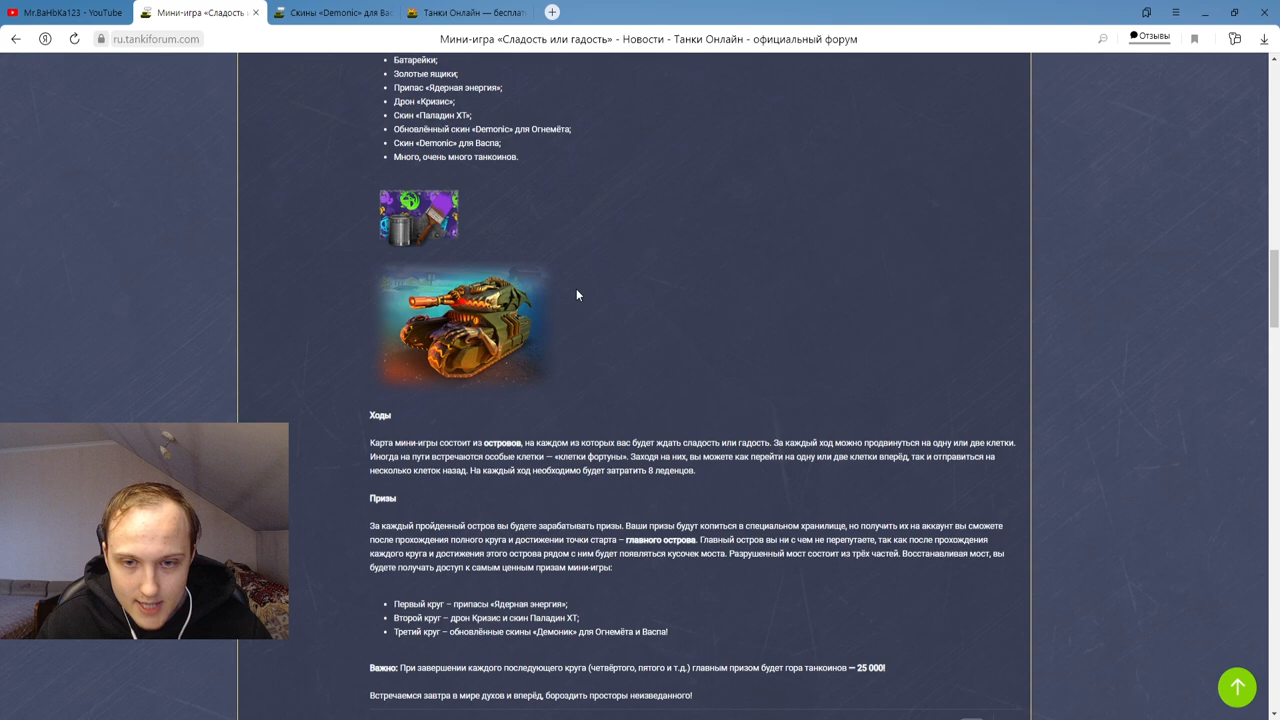 Mr.BaHbKa123 - YouTube
Мини-игра «Сладость
Скины «Demonic» для Вас
Танки Онлайн — бесплат
ru.tankiforum.com
Мини-игра «Сладость или гадость» - Новости - Танки Онлайн - официальный форум
Отзывы
Батарейки;
Золотые ящики;
Припас «Ядерная энергия»;
Дрон «Кризис»;
Скин «Паладин XT»;
Обновлённый скин «Demonic» для Огнемёта;
Скин «Demonic» для Васпа;
Много, очень много танкоинов.
Ходы
Карта мини-игры состоит из островов, на каждом из которых вас будет ждать сладость или гадость. За каждый ход можно продвинуться на одну или две клетки.
Иногда на пути встречаются особые клетки — «клетки фортуны». Заходя на них, вы можете как перейти на одну или две клетки вперёд, так и отправиться на
несколько клеток назад. На каждый ход необходимо будет затратить 8 леденцов.
Призы
За каждый пройденный остров вы будете зарабатывать призы. Ваши призы будут копиться в специальном хранилище, но получить их на аккаунт вы сможете
после прохождения полного круга и достижении точки старта – главного острова. Главный остров вы ни с чем не перепутаете, так как после прохождения
каждого круга и достижения этого острова рядом с ним будет появляться кусочек моста. Разрушенный мост состоит из трёх частей. Восстанавливая мост, вы
будете получать доступ к самым ценным призам мини-игры:
Первый круг – припасы «Ядерная энергия»;
Второй круг – дрон Кризис и скин Паладин XT;
Третий круг – обновлённые скины «Демоник» для Огнемёта и Васпа!
Важно: При завершении каждого последующего круга (четвёртого, пятого и т.д.) главным призом будет гора танкоинов — 25 000!
Встречаемся завтра в мире духов и вперёд, бороздить просторы неизведанного!